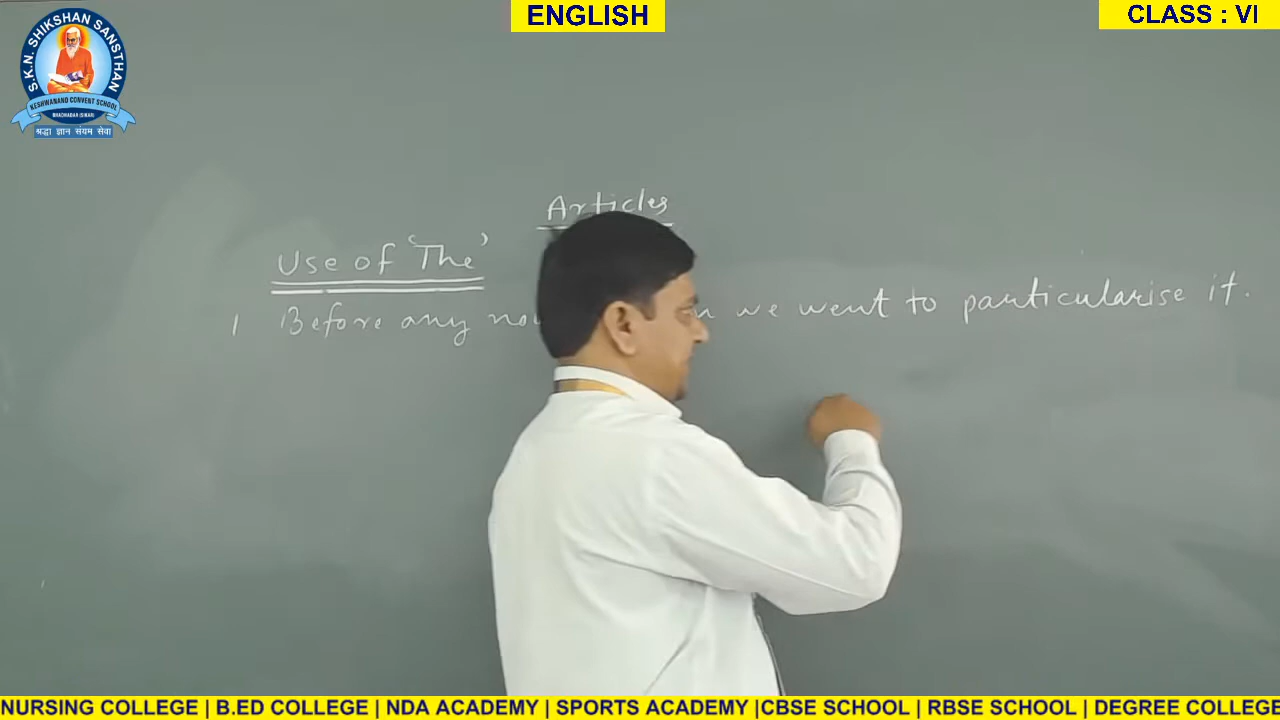 ENGLISH
CLASS : VI
S.K.N. SHIKSHAN SANSTHAN
KESHWANAND CONVENT SCHOOL
श्रद्धा ज्ञान संयम सेवा
Articles
Use of 'The'
1 Before any we went to particularise it.
NURSING COLLEGE | B.ED COLLEGE | NDA ACADEMY | SPORTS ACADEMY |CBSE SCHOOL | RBSE SCHOOL | DEGREE COLLEGE